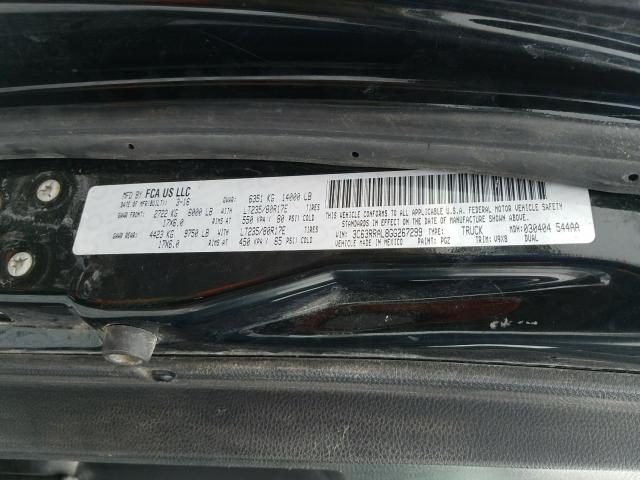 MFD BY FCA US LLC
DATE OF MFR/BUILT: 3-16 GVWR: 6351 KG 14000 LB
GAWR FRONT: 2722 KG 6000 LB WITH LT235/80R17E TIRES
17X6.0 RIMS AT 550 KPA / 80 PSI COLD
GAWR REAR: 4423 KG 9750 LB WITH LT235/80R17E TIRES
17X6.0 RIMS AT 450 KPA / 65 PSI COLD
THIS VEHICLE CONFORMS TO ALL APPLICABLE U.S.A. FEDERAL MOTOR VEHICLE SAFETY
STANDARDS IN EFFECT ON THE DATE OF MANUFACTURE SHOWN ABOVE.
VIN: 3C63RRAL8GG267299 TYPE: TRUCK MDH: 030404 544AA
VEHICLE MADE IN MEXICO PAINT: PGZ TRIM: V9X8 DUAL